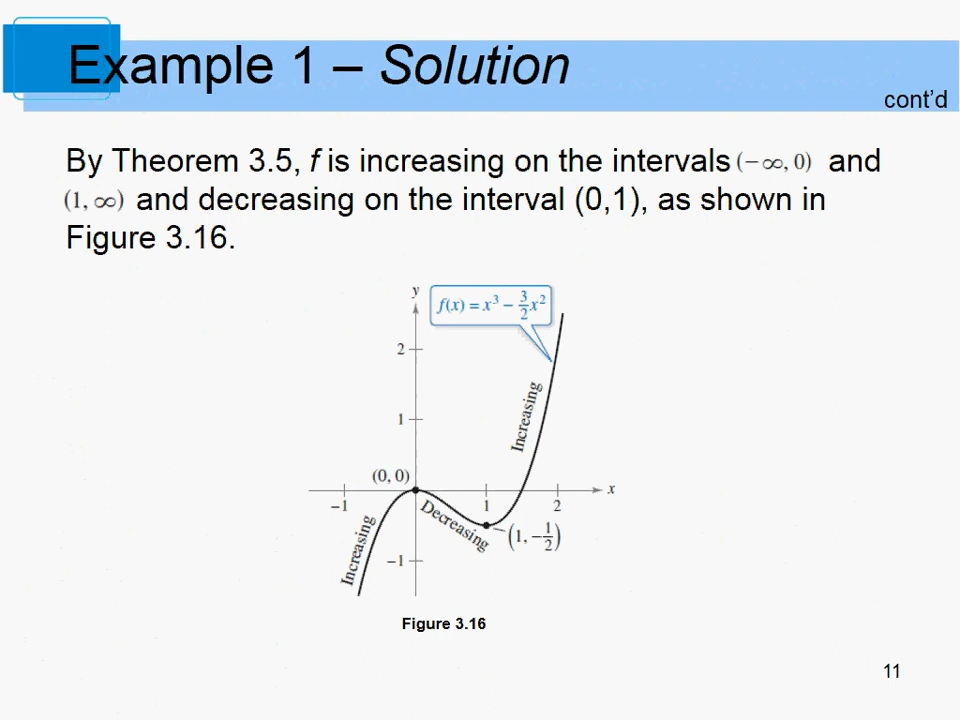 Example 1 – Solution
cont'd
By Theorem 3.5, f is increasing on the intervals (−∞, 0) and
(1, ∞) and decreasing on the interval (0,1), as shown in
Figure 3.16.
y
f(x) = x³ − 3/2 x²
2
Increasing
1
(0, 0)
x
−1
1
2
Decreasing
(1, −1/2)
Increasing
−1
Figure 3.16
11